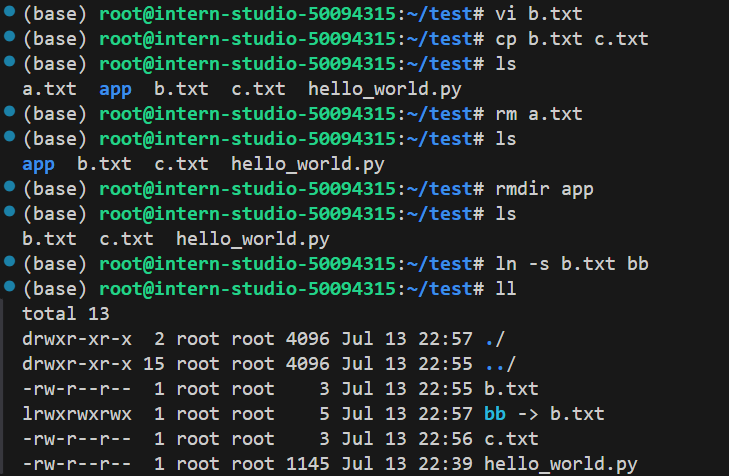 (base) root@intern-studio-50094315:~/test# vi b.txt
(base) root@intern-studio-50094315:~/test# cp b.txt c.txt
(base) root@intern-studio-50094315:~/test# ls
a.txt  app  b.txt  c.txt  hello_world.py
(base) root@intern-studio-50094315:~/test# rm a.txt
(base) root@intern-studio-50094315:~/test# ls
app  b.txt  c.txt  hello_world.py
(base) root@intern-studio-50094315:~/test# rmdir app
(base) root@intern-studio-50094315:~/test# ls
b.txt  c.txt  hello_world.py
(base) root@intern-studio-50094315:~/test# ln -s b.txt bb
(base) root@intern-studio-50094315:~/test# ll
total 13
drwxr-xr-x  2 root root 4096 Jul 13 22:57 ./
drwxr-xr-x 15 root root 4096 Jul 13 22:55 ../
-rw-r--r--  1 root root    3 Jul 13 22:55 b.txt
lrwxrwxrwx  1 root root    5 Jul 13 22:57 bb -> b.txt
-rw-r--r--  1 root root    3 Jul 13 22:56 c.txt
-rw-r--r--  1 root root 1145 Jul 13 22:39 hello_world.py